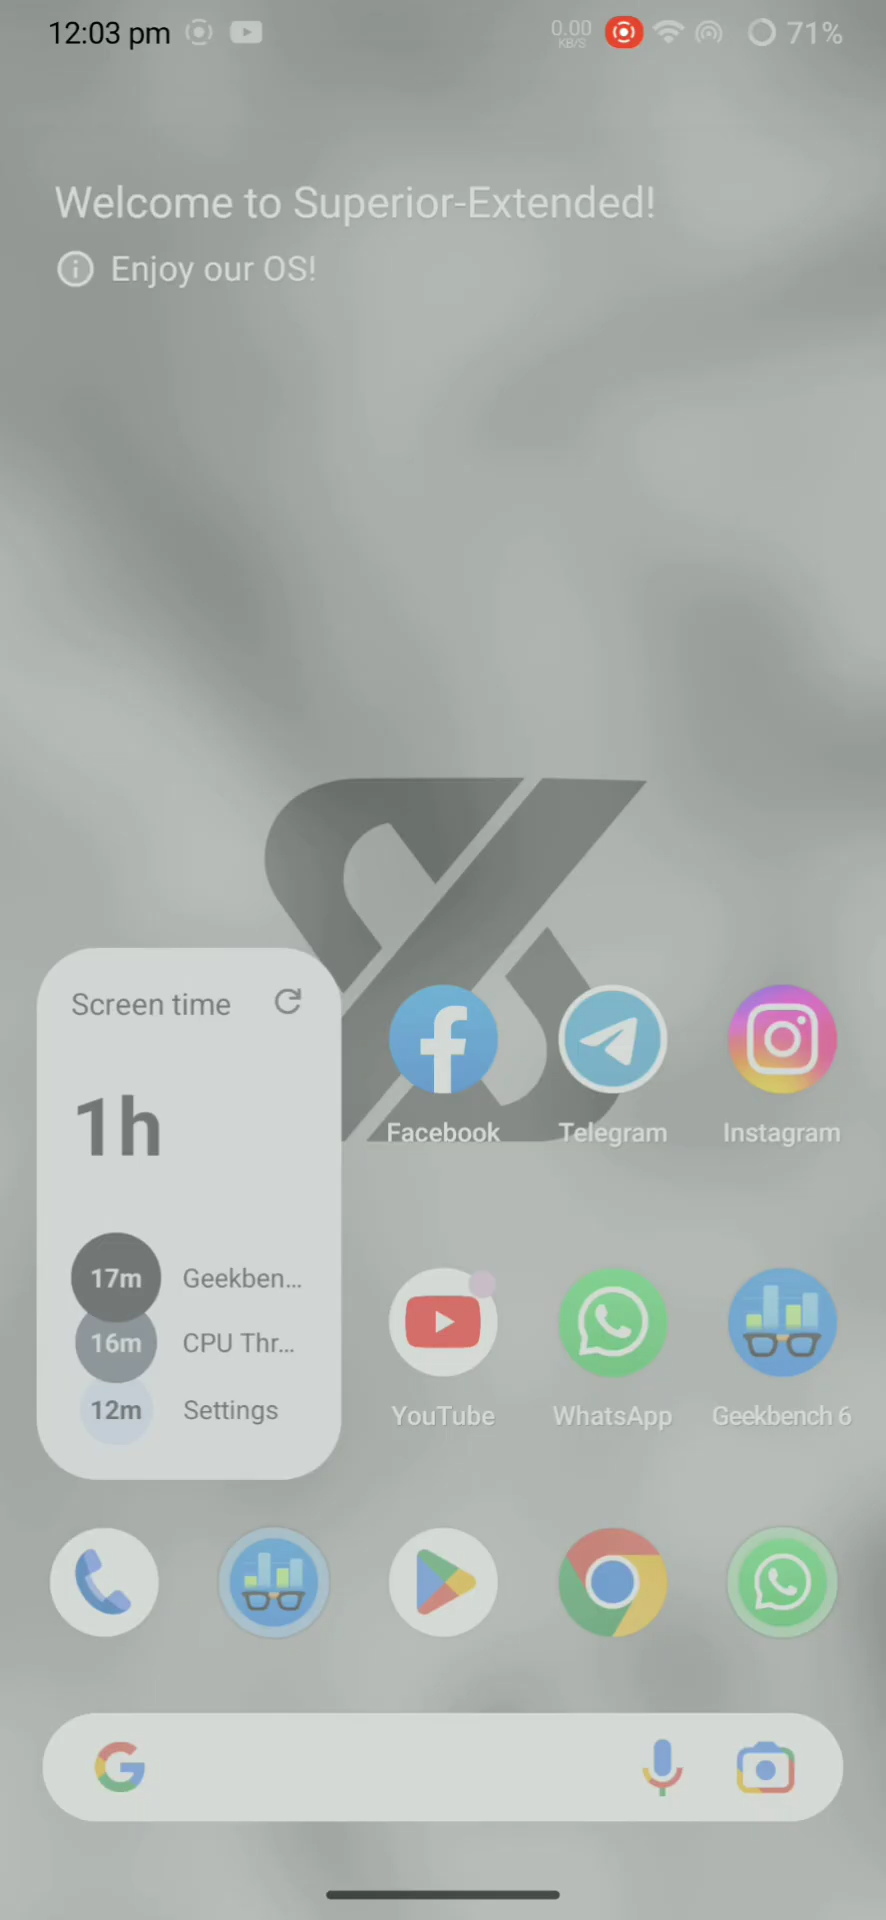 12:03 pm
0.00
KB/S
71%
Welcome to Superior-Extended!
Enjoy our OS!
Screen time
1h
17m Geekben...
16m CPU Thr...
12m Settings
Facebook Telegram Instagram
YouTube WhatsApp Geekbench 6